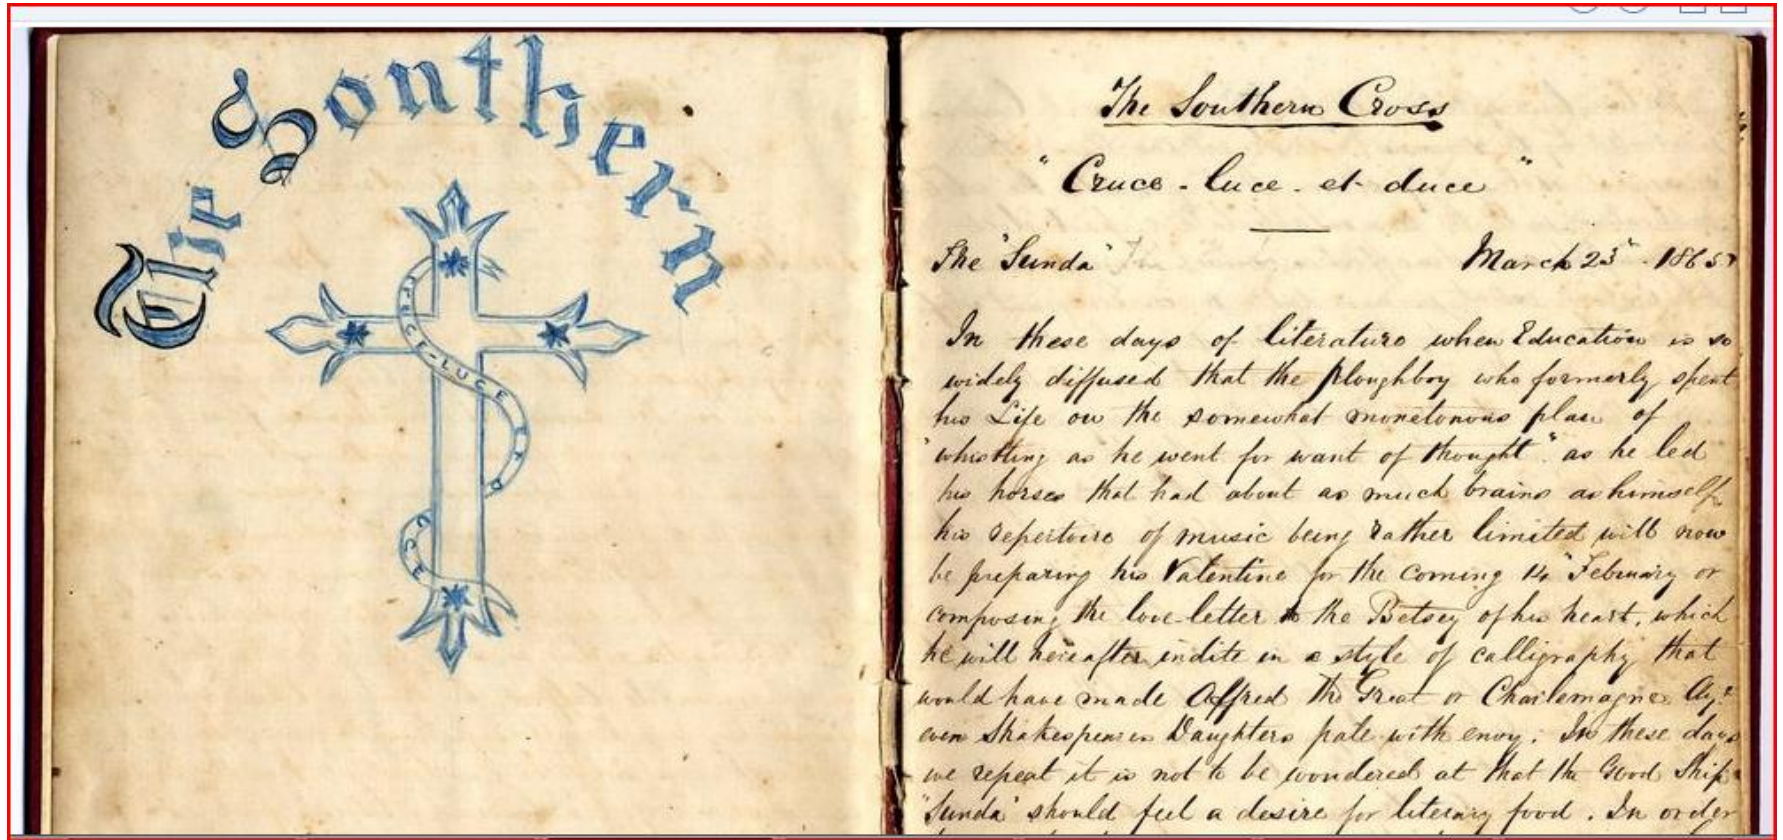 The Southern
CRUCE-LUCE ET D
UCE
The Southern Cross
"Cruce - luce - et - duce"
The "Sunda" March 23 1865
In these days of literature when Education is so
widely diffused that the ploughboy who formerly spent
his Life on the somewhat monotonous plan of
"whistling as he went for want of thought" as he led
his horses that had about as much brains as himself
his repertoire of music being rather limited will now
be preparing his Valentine for the coming 14" February or
composing the love-letter to the Betsey of his heart, which
he will hereafter indite in a style of calligraphy that
would have made Alfred the Great or Charlemagne Ay
even Shakespeares Daughters pale with envy. In these days
we repeat it is not to be wondered at that the Good Ship
"Sunda" should feel a desire for literary food. In order